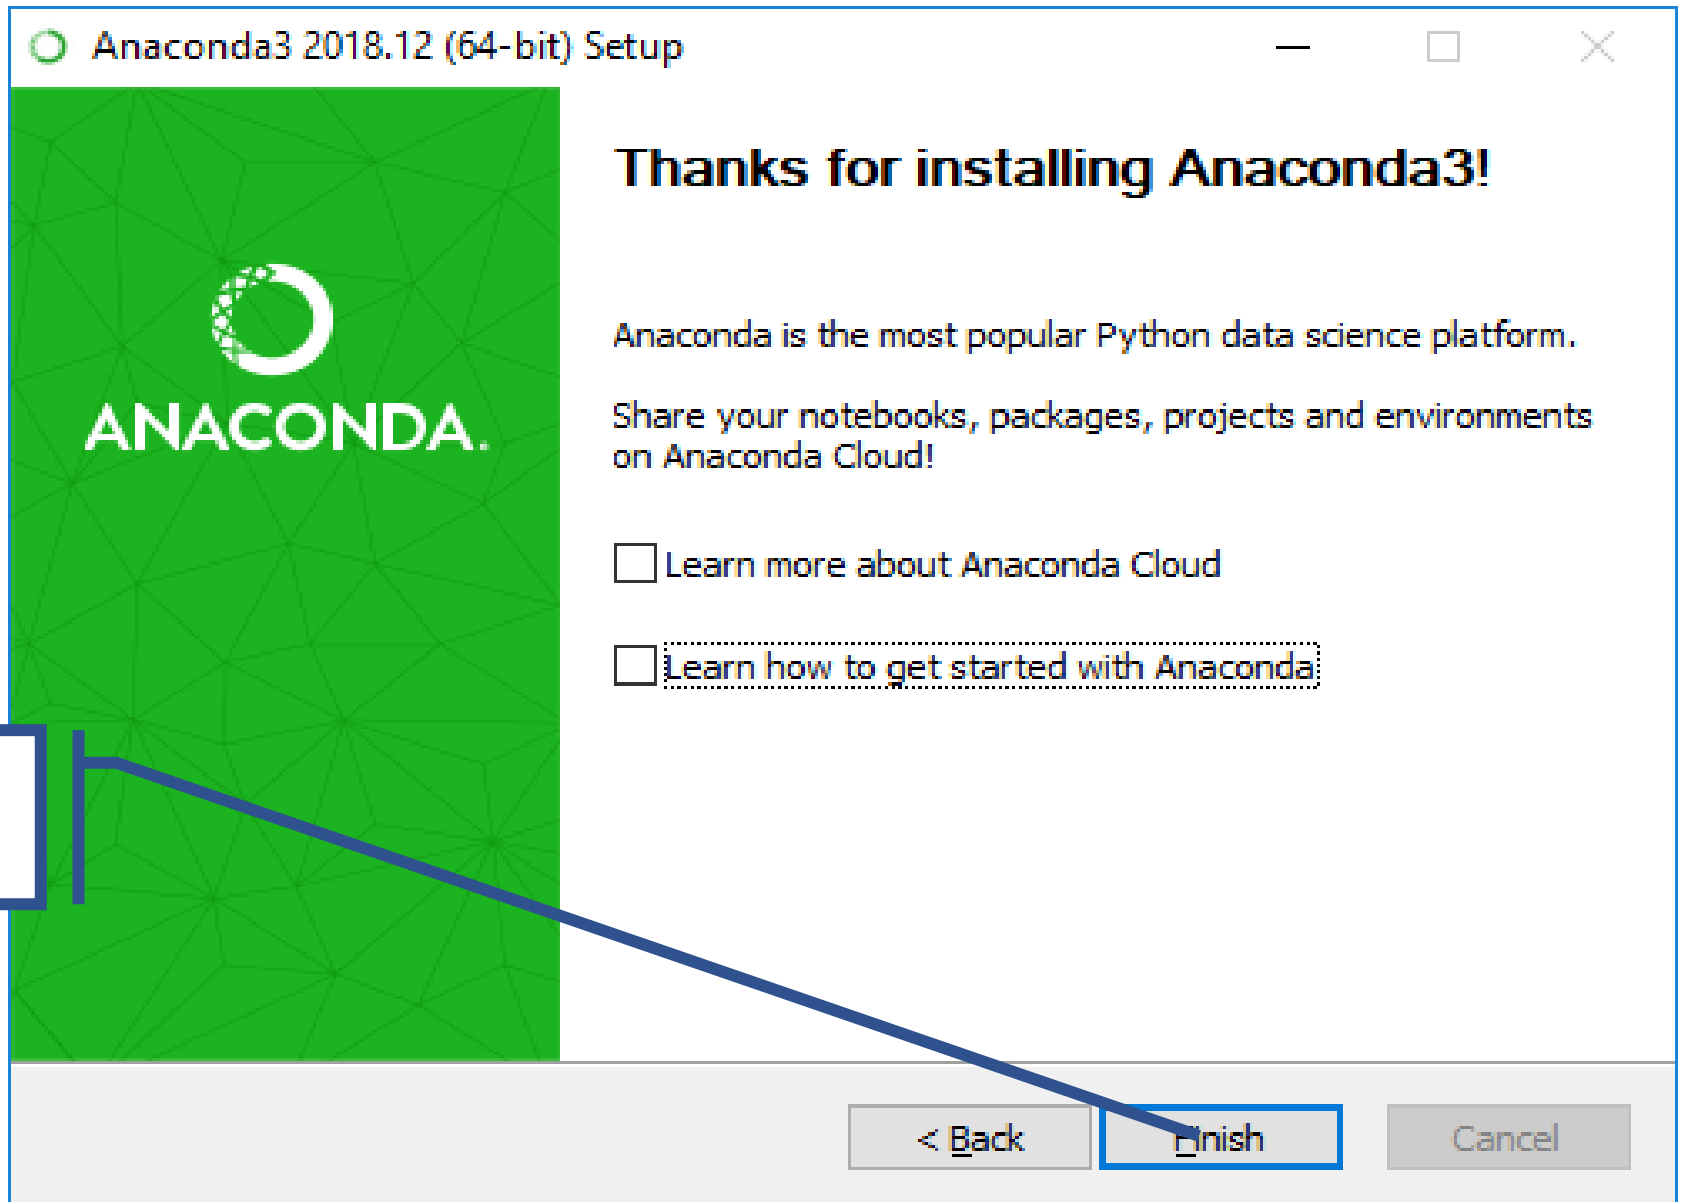 Anaconda3 2018.12 (64-bit) Setup
Thanks for installing Anaconda3!
ANACONDA.
Anaconda is the most popular Python data science platform.
Share your notebooks, packages, projects and environments
on Anaconda Cloud!
Learn more about Anaconda Cloud
Learn how to get started with Anaconda
< Back
Finish
Cancel